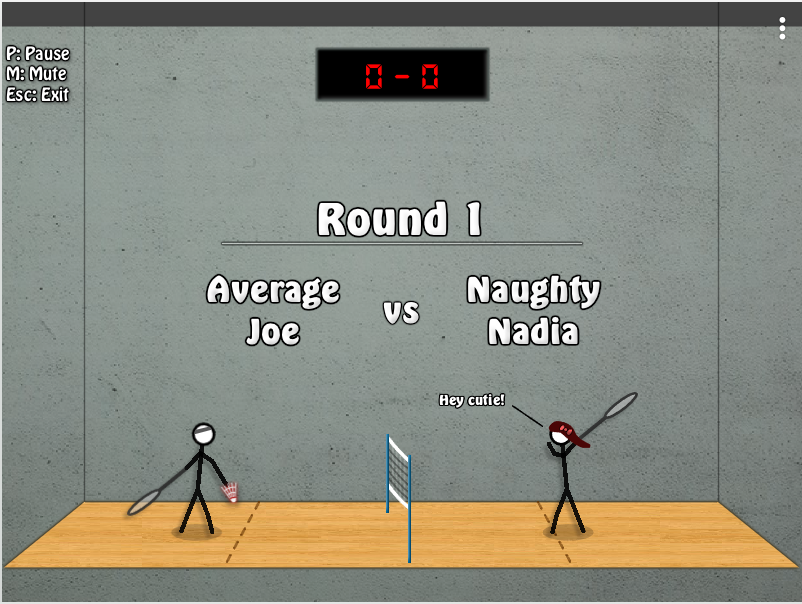 P: Pause
M: Mute
Esc: Exit
0 - 0
Round 1
Average
Joe
vs
Naughty
Nadia
Hey cutie!